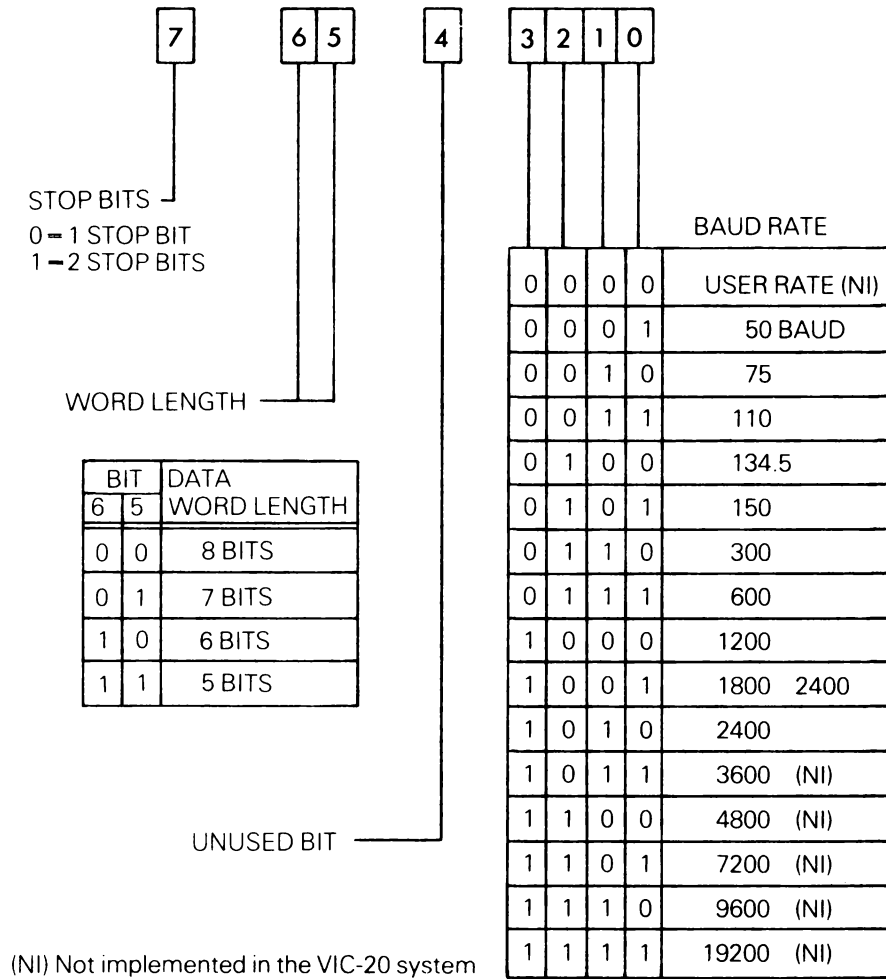 7 6 5 4 3 2 1 0
STOP BITS
0 = 1 STOP BIT
1 – 2 STOP BITS
WORD LENGTH
BIT DATA
6 5 WORD LENGTH
0 0 8 BITS
0 1 7 BITS
1 0 6 BITS
1 1 5 BITS
UNUSED BIT
BAUD RATE
0 0 0 0 USER RATE (NI)
0 0 0 1 50 BAUD
0 0 1 0 75
0 0 1 1 110
0 1 0 0 134.5
0 1 0 1 150
0 1 1 0 300
0 1 1 1 600
1 0 0 0 1200
1 0 0 1 1800 2400
1 0 1 0 2400
1 0 1 1 3600 (NI)
1 1 0 0 4800 (NI)
1 1 0 1 7200 (NI)
1 1 1 0 9600 (NI)
1 1 1 1 19200 (NI)
(NI) Not implemented in the VIC-20 system